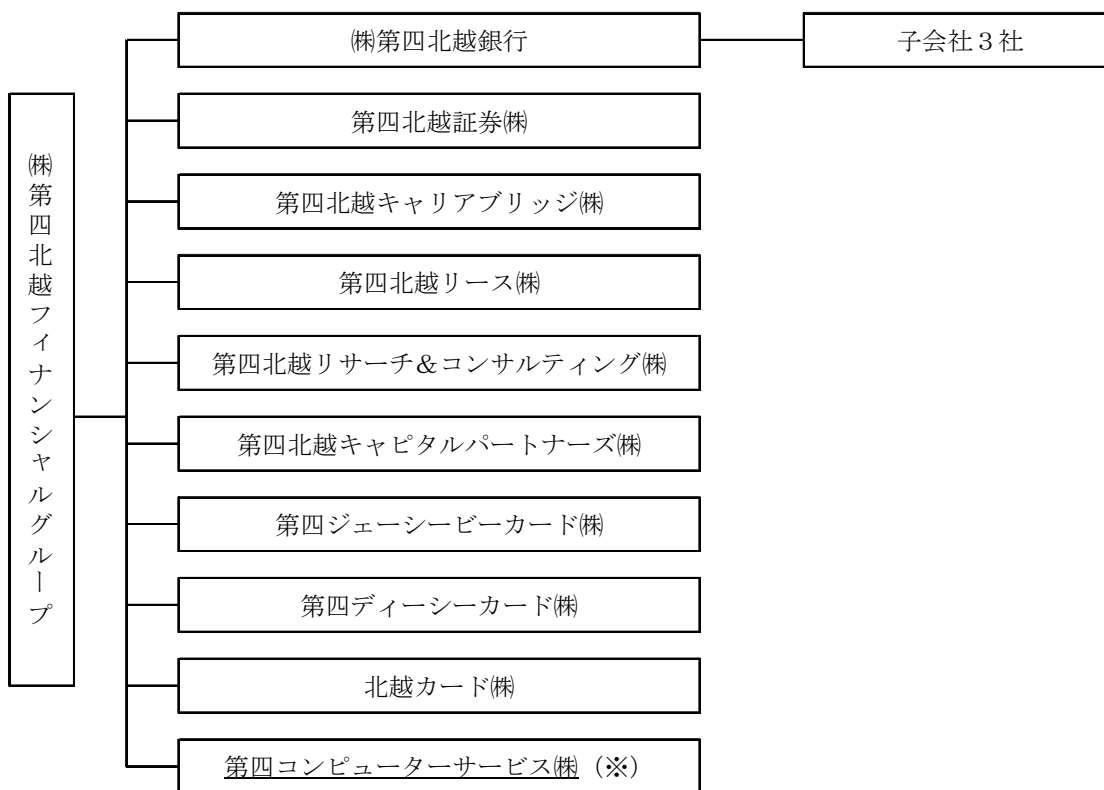 ㈱第四北越フィナンシャルグループ
㈱第四北越銀行
子会社３社
第四北越証券㈱
第四北越キャリアブリッジ㈱
第四北越リース㈱
第四北越リサーチ&コンサルティング㈱
第四北越キャピタルパートナーズ㈱
第四ジェーシービーカード㈱
第四ディーシーカード㈱
北越カード㈱
第四コンピューターサービス㈱（※）